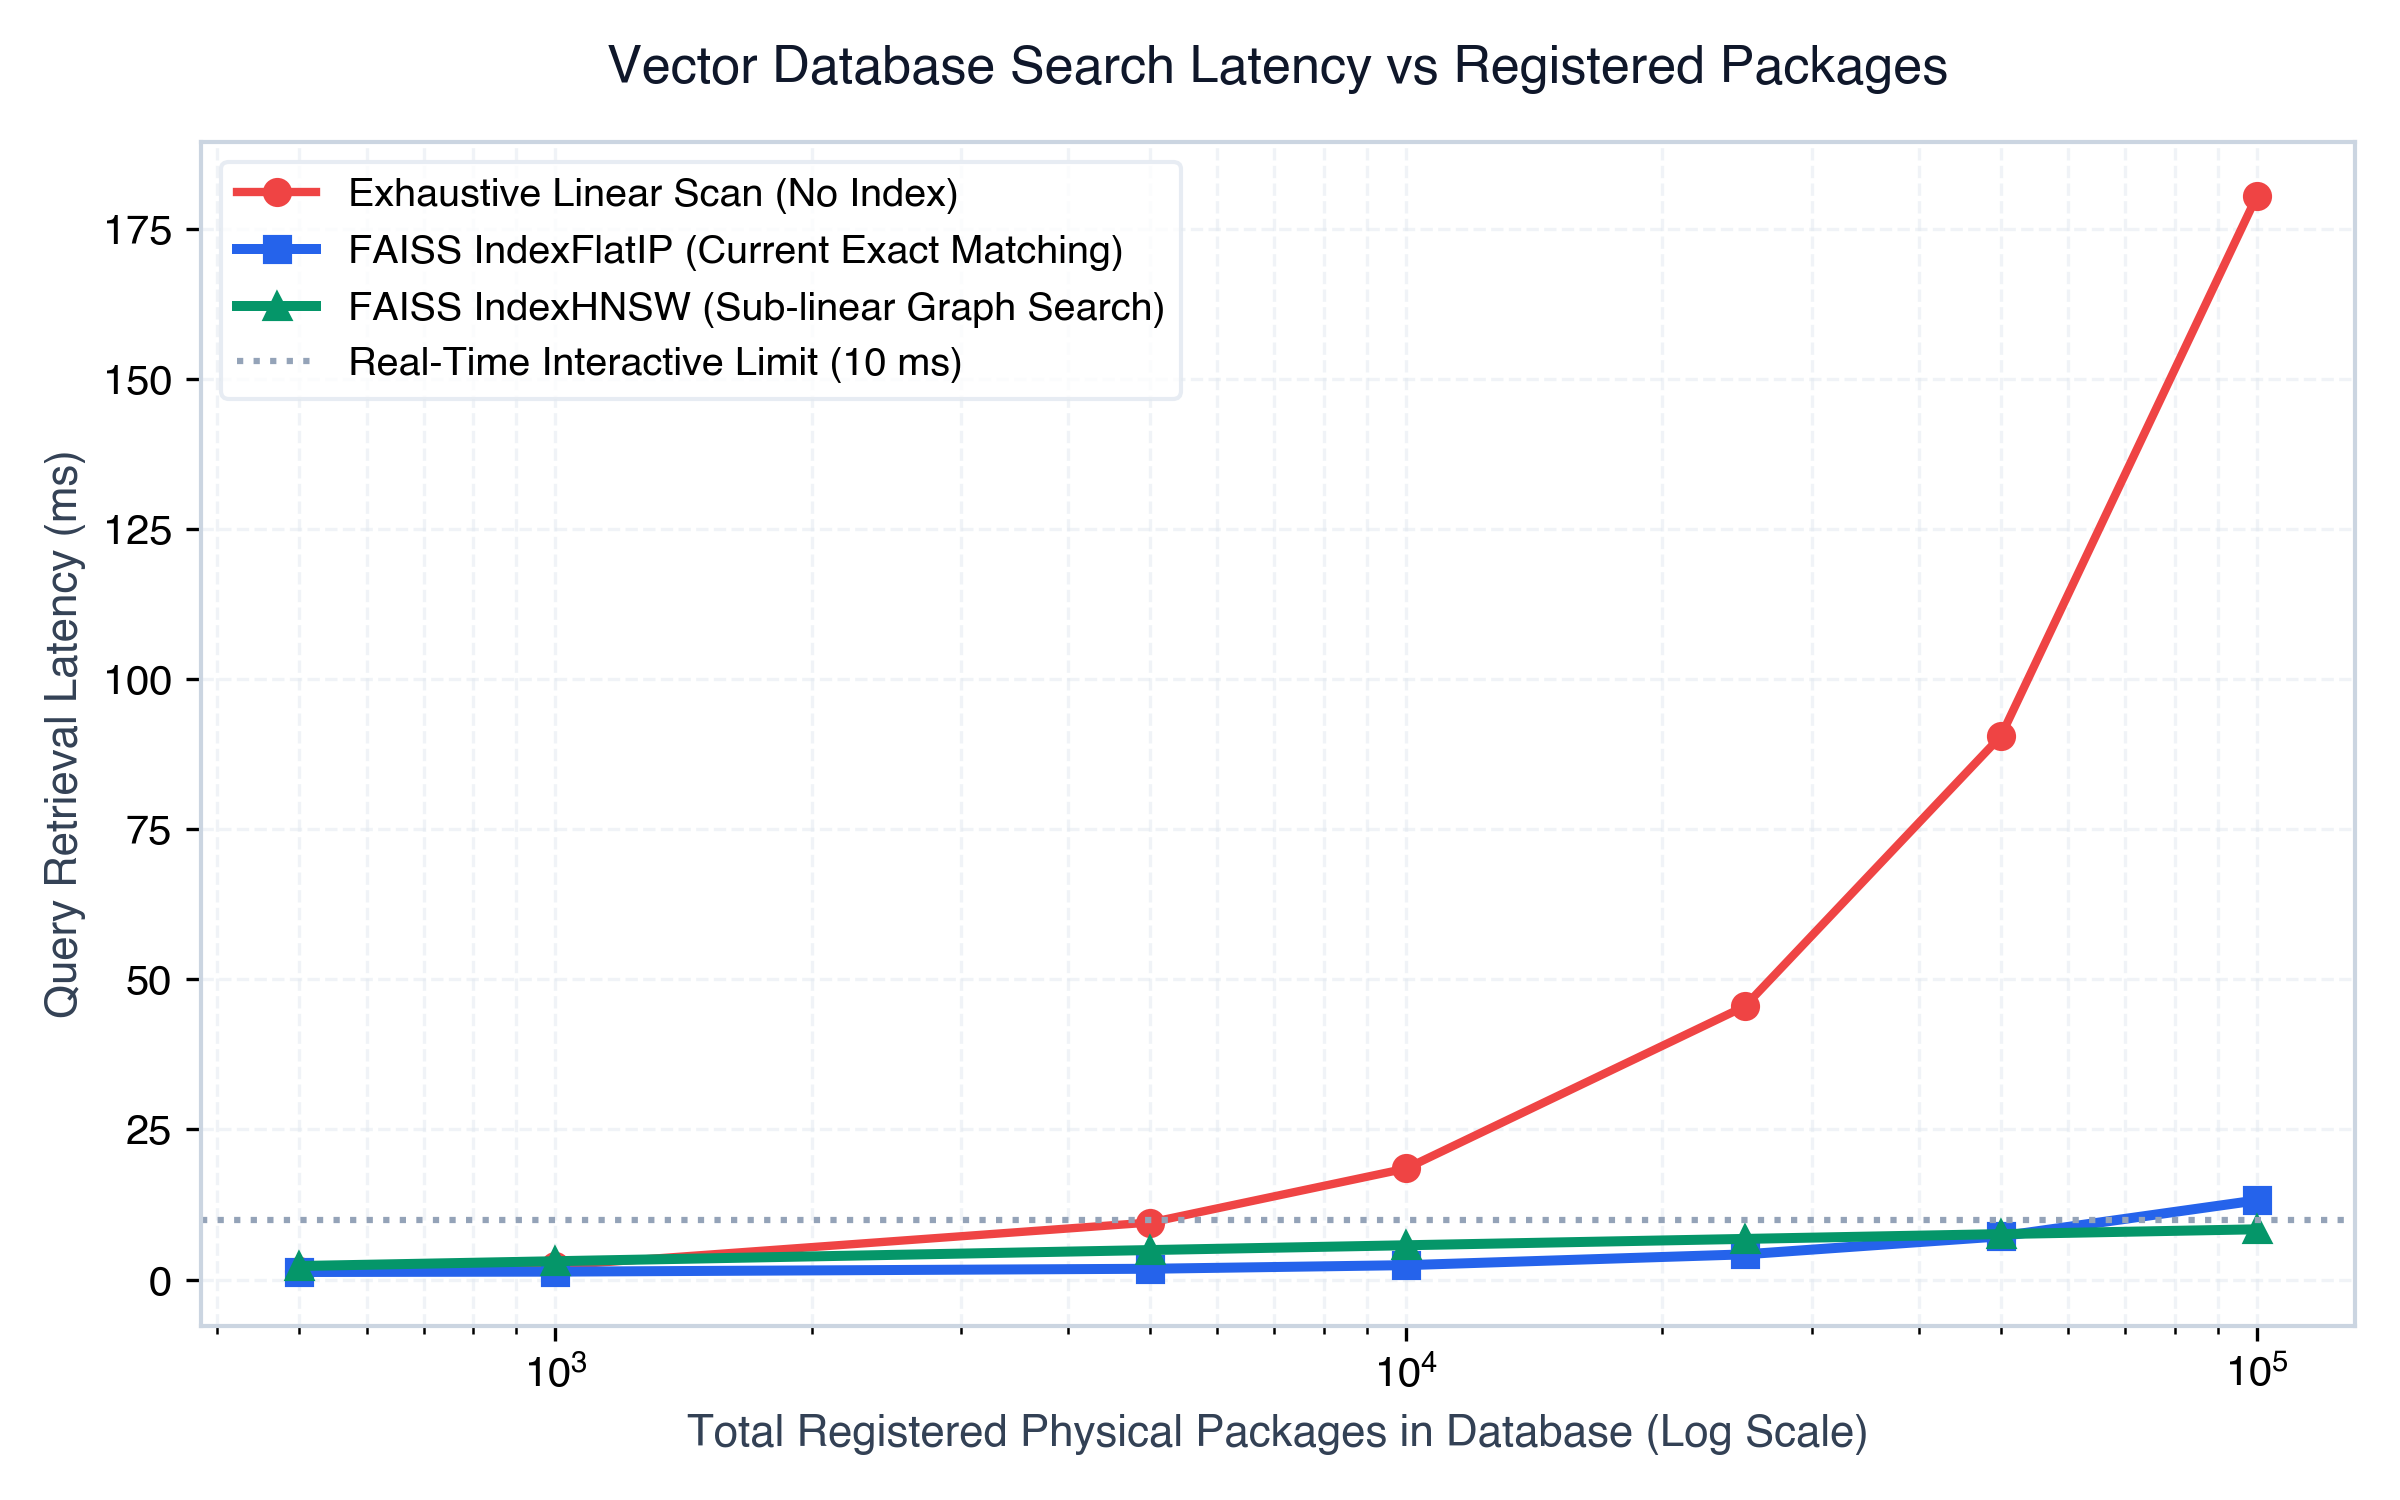 Vector Database Search Latency vs Registered Packages
Exhaustive Linear Scan (No Index)
FAISS IndexFlatIP (Current Exact Matching)
FAISS IndexHNSW (Sub-linear Graph Search)
Real-Time Interactive Limit (10 ms)
Query Retrieval Latency (ms)
175
150
125
100
75
50
25
0
10³
10⁴
10⁵
Total Registered Physical Packages in Database (Log Scale)